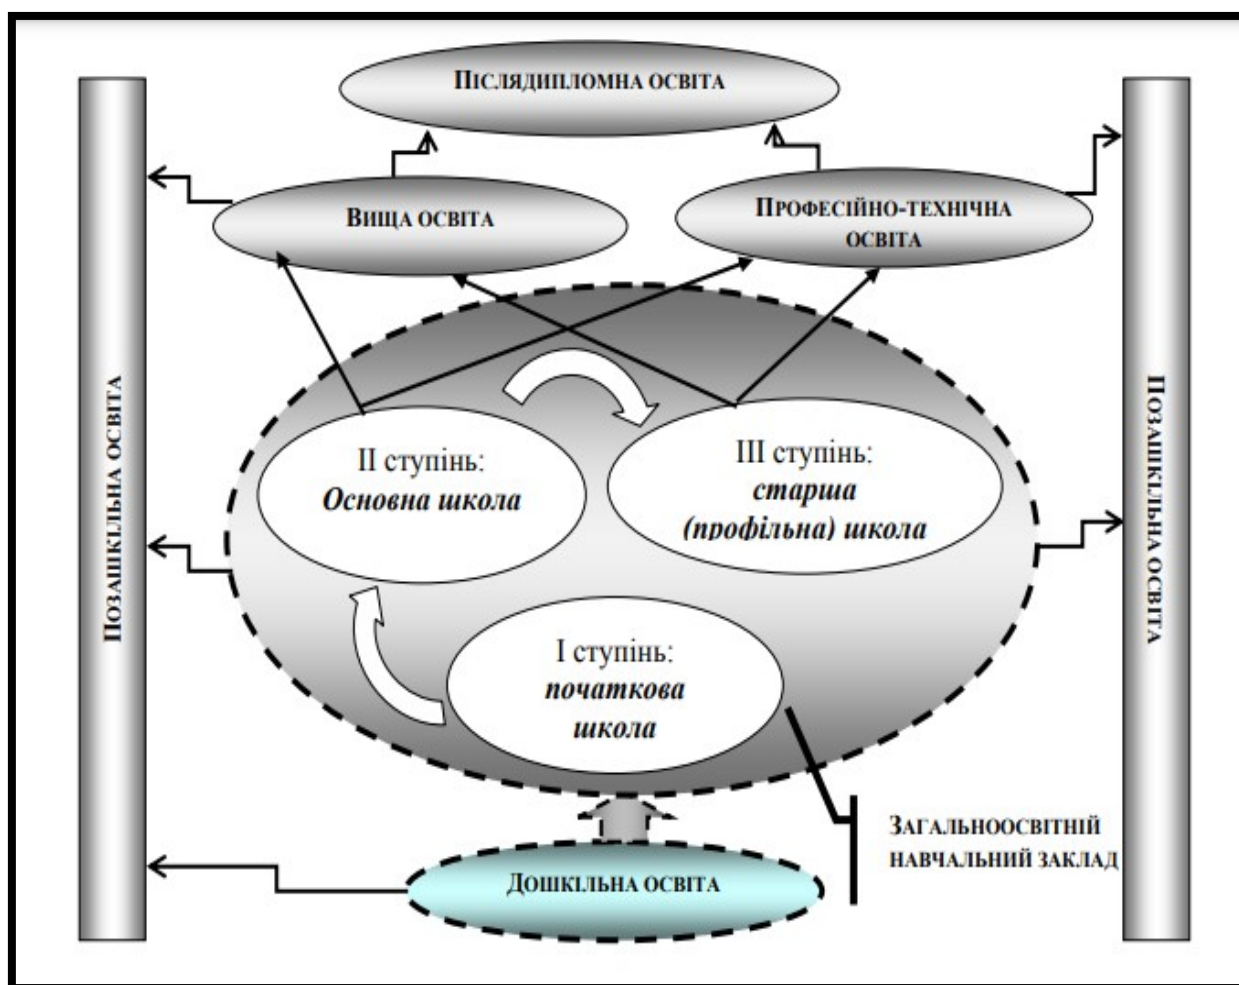 ПІСЛЯДИПЛОМНА ОСВІТА
ВИЩА ОСВІТА
ПРОФЕСІЙНО-ТЕХНІЧНА
ОСВІТА
ПОЗАШКІЛЬНА ОСВІТА
II ступінь:
Основна школа
III ступінь:
старша
(профільна) школа
ПОЗАШКІЛЬНА ОСВІТА
I ступінь:
початкова
школа
ЗАГАЛЬНООСВІТНІЙ
НАВЧАЛЬНИЙ ЗАКЛАД
ДОШКІЛЬНА ОСВІТА